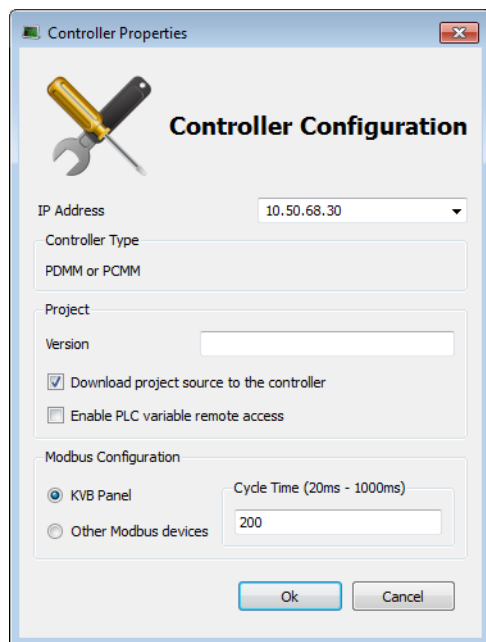 Controller Properties
Controller Configuration
IP Address 10.50.68.30
Controller Type
PDMM or PCMM
Project
Version
Download project source to the controller
Enable PLC variable remote access
Modbus Configuration
KVB Panel
Cycle Time (20ms - 1000ms)
200
Other Modbus devices
Ok Cancel